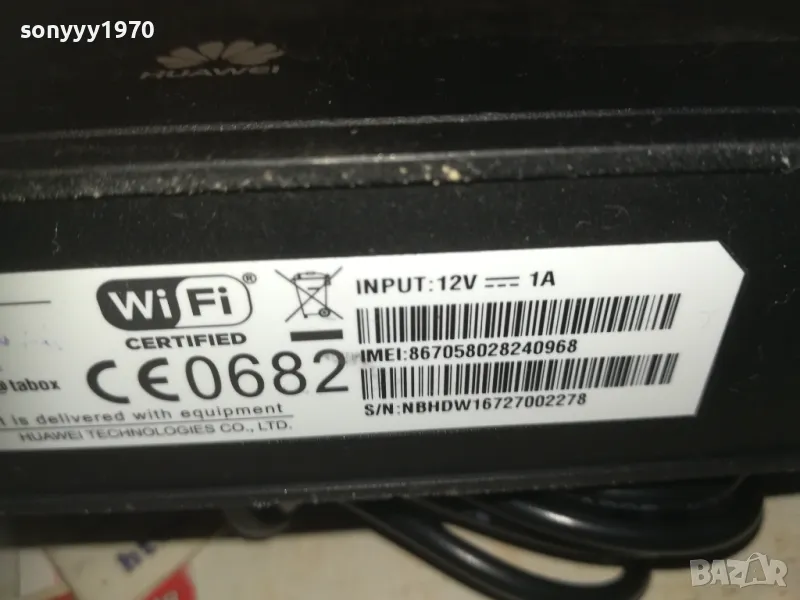 sonyyy1970
HUAWEI
WiFi ®
CERTIFIED
INPUT:12V 1A
IMEI:867058028240968
CE0682
tabox
S/N:NBHDW16727002278
is delivered with equipment
HUAWEI TECHNOLOGIES CO., LTD.
BAZAR